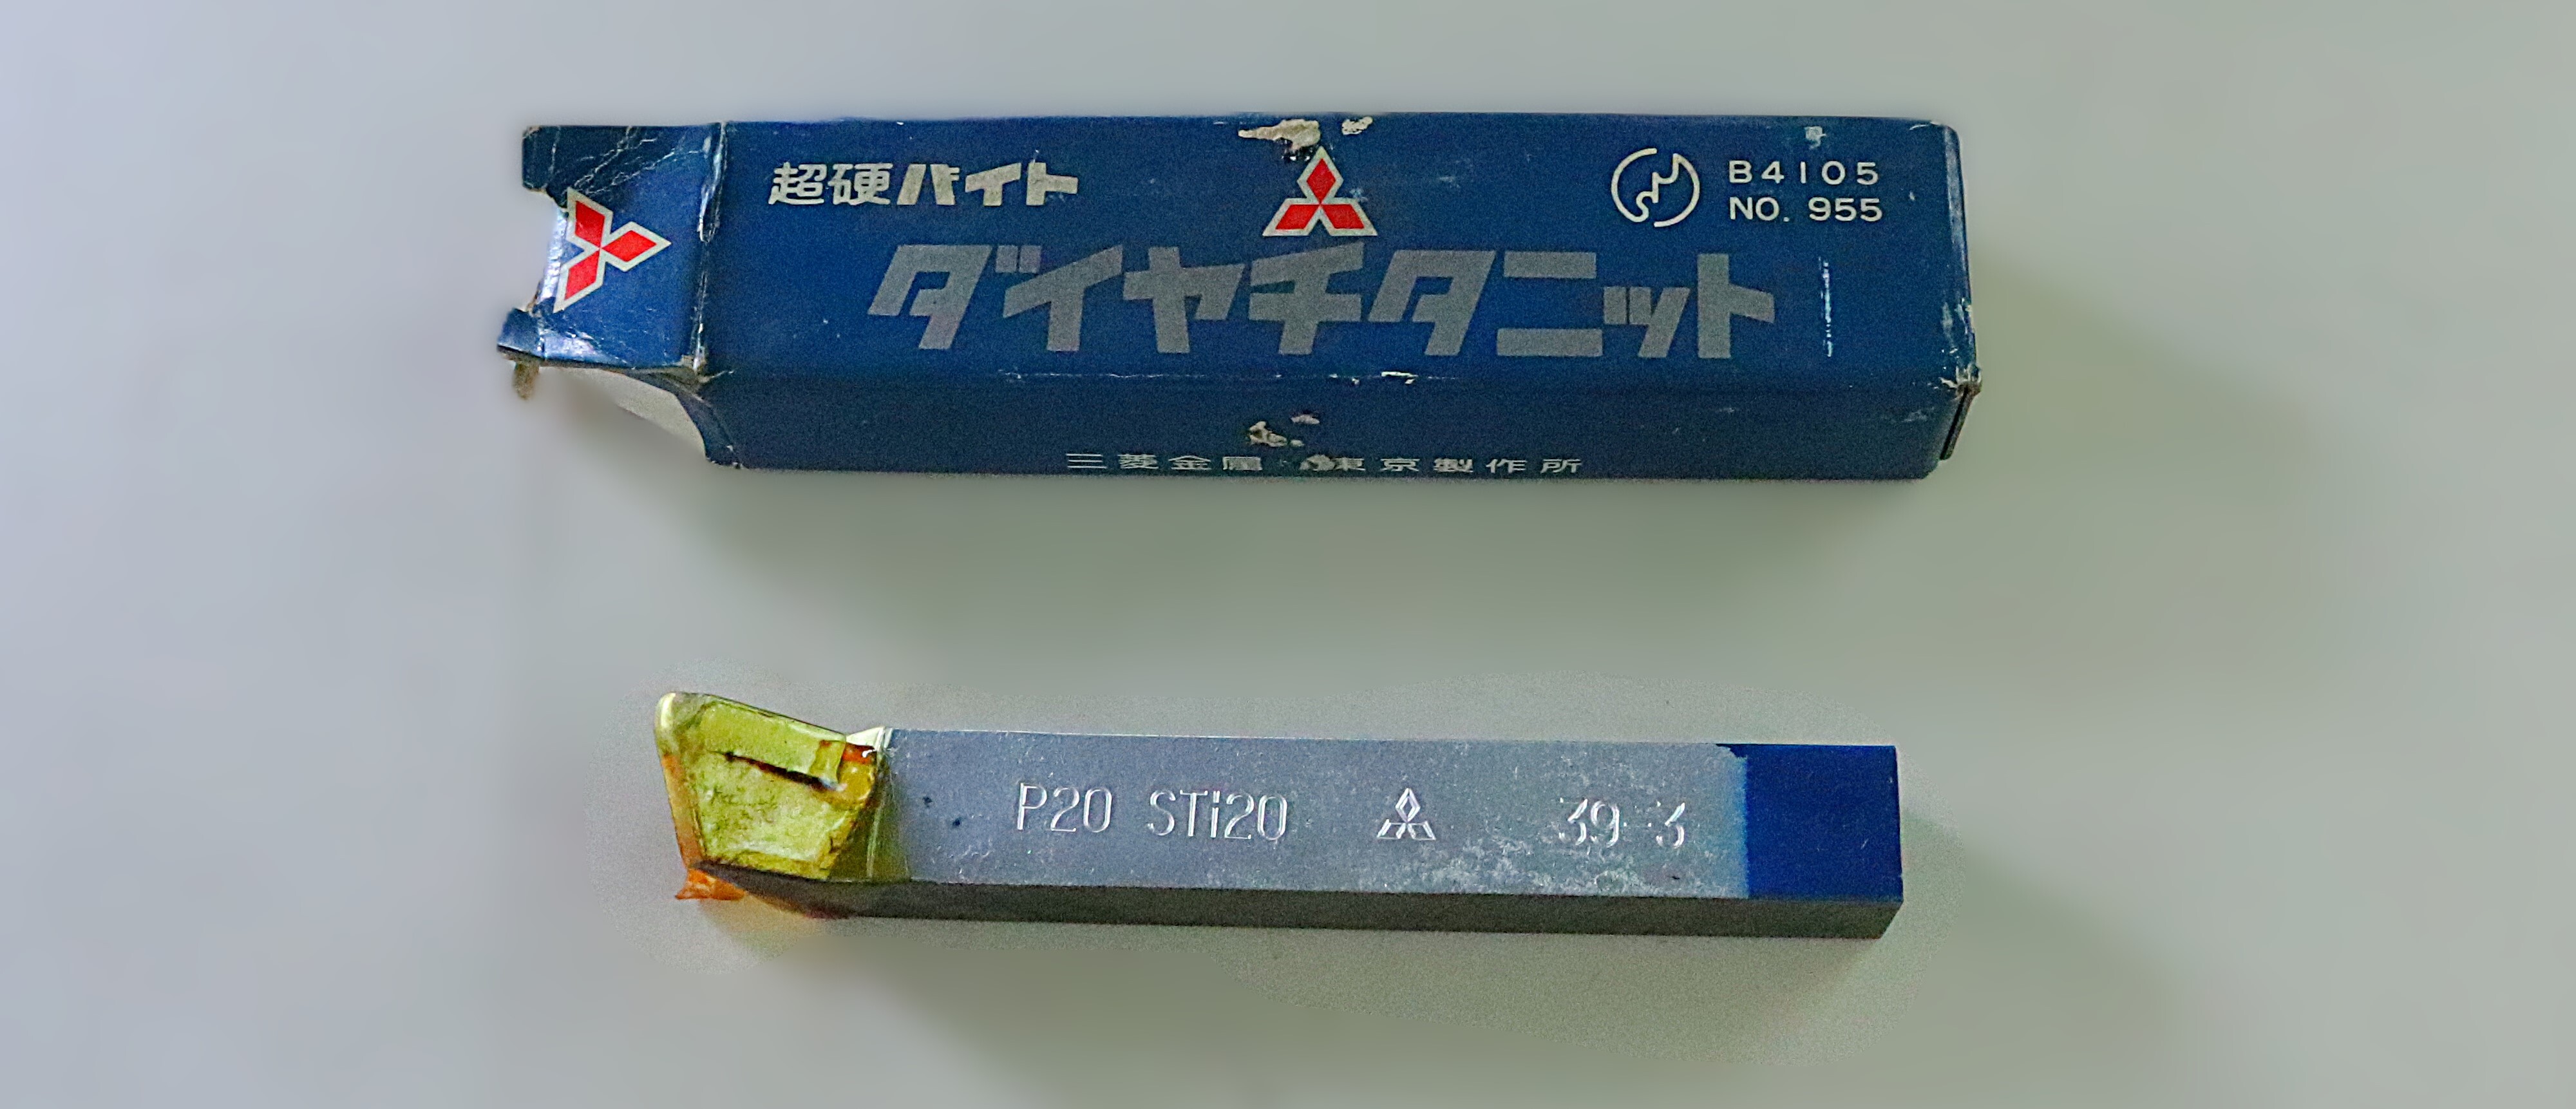 超硬バイト
B4105
NO. 955
ダイヤチタニット
三菱金属 東京製作所
P20 STi20
39-3